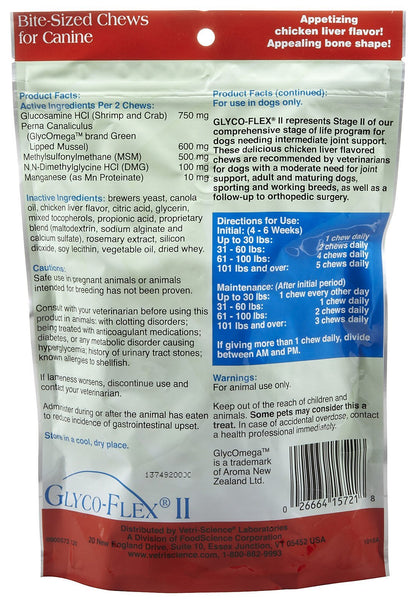 Bite-Sized Chews
for Canine
Appetizing
chicken liver flavor!
Appealing bone shape!
Product Facts:
Active Ingredients Per 2 Chews:
Glucosamine HCl (Shrimp and Crab) 750 mg
Perna Canaliculus
(GlycOmega™ brand Green
Lipped Mussel) 600 mg
Methylsulfonylmethane (MSM) 500 mg
N,N-Dimethylglycine HCl (DMG) 100 mg
Manganese (as Mn Proteinate) 10 mg
Inactive Ingredients: brewers yeast, canola
oil, chicken liver flavor, citric acid, glycerin,
mixed tocopherols, propionic acid, proprietary
blend (maltodextrin, sodium alginate and
calcium sulfate), rosemary extract, silicon
dioxide, soy lecithin, vegetable oil, dried whey.
Cautions:
Safe use in pregnant animals or animals
intended for breeding has not been proven.
Consult with your veterinarian before using this
product in animals: with clotting disorders;
being treated with anticoagulant medications;
diabetes, or any metabolic disorder causing
hyperglycemia; history of urinary tract stones;
known allergies to shellfish.
If lameness worsens, discontinue use and
contact your veterinarian.
Administer during or after the animal has eaten
to reduce incidence of gastrointestinal upset.
Store in a cool, dry place.
Product Facts (continued):
For use in dogs only.
GLYCO-FLEX® II represents Stage II of our
comprehensive stage of life program for
dogs needing intermediate joint support.
These delicious chicken liver flavored
chews are recommended by veterinarians
for dogs with a moderate need for joint
support, adult and maturing dogs,
sporting and working breeds, as well as a
follow-up to orthopedic surgery.
Directions for Use:
Initial: (4 - 6 Weeks)
Up to 30 lbs: 1 chew daily
31 - 60 lbs: 2 chews daily
61 - 100 lbs: 4 chews daily
101 lbs and over: 5 chews daily
Maintenance: (After initial period)
Up to 30 lbs: 1 chew every other day
31 - 60 lbs: 1 chew daily
61 - 100 lbs: 2 chews daily
101 lbs and over: 3 chews daily
If giving more than 1 chew daily, divide
between AM and PM.
Warnings:
For animal use only.
Keep out of the reach of children and
animals. Some pets may consider this a
treat. In case of accidental overdose, contact
a health professional immediately.
GlycOmega™
is a trademark
of Aroma New
Zealand Ltd.
0 26664 15721 8
GLYCO-FLEX® II
Distributed by Vetri-Science® Laboratories
A Division of FoodScience Corporation
20 New England Drive, Suite 10, Essex Junction, VT 05452 USA
www.vetriscience.com, 1-800-882-9993